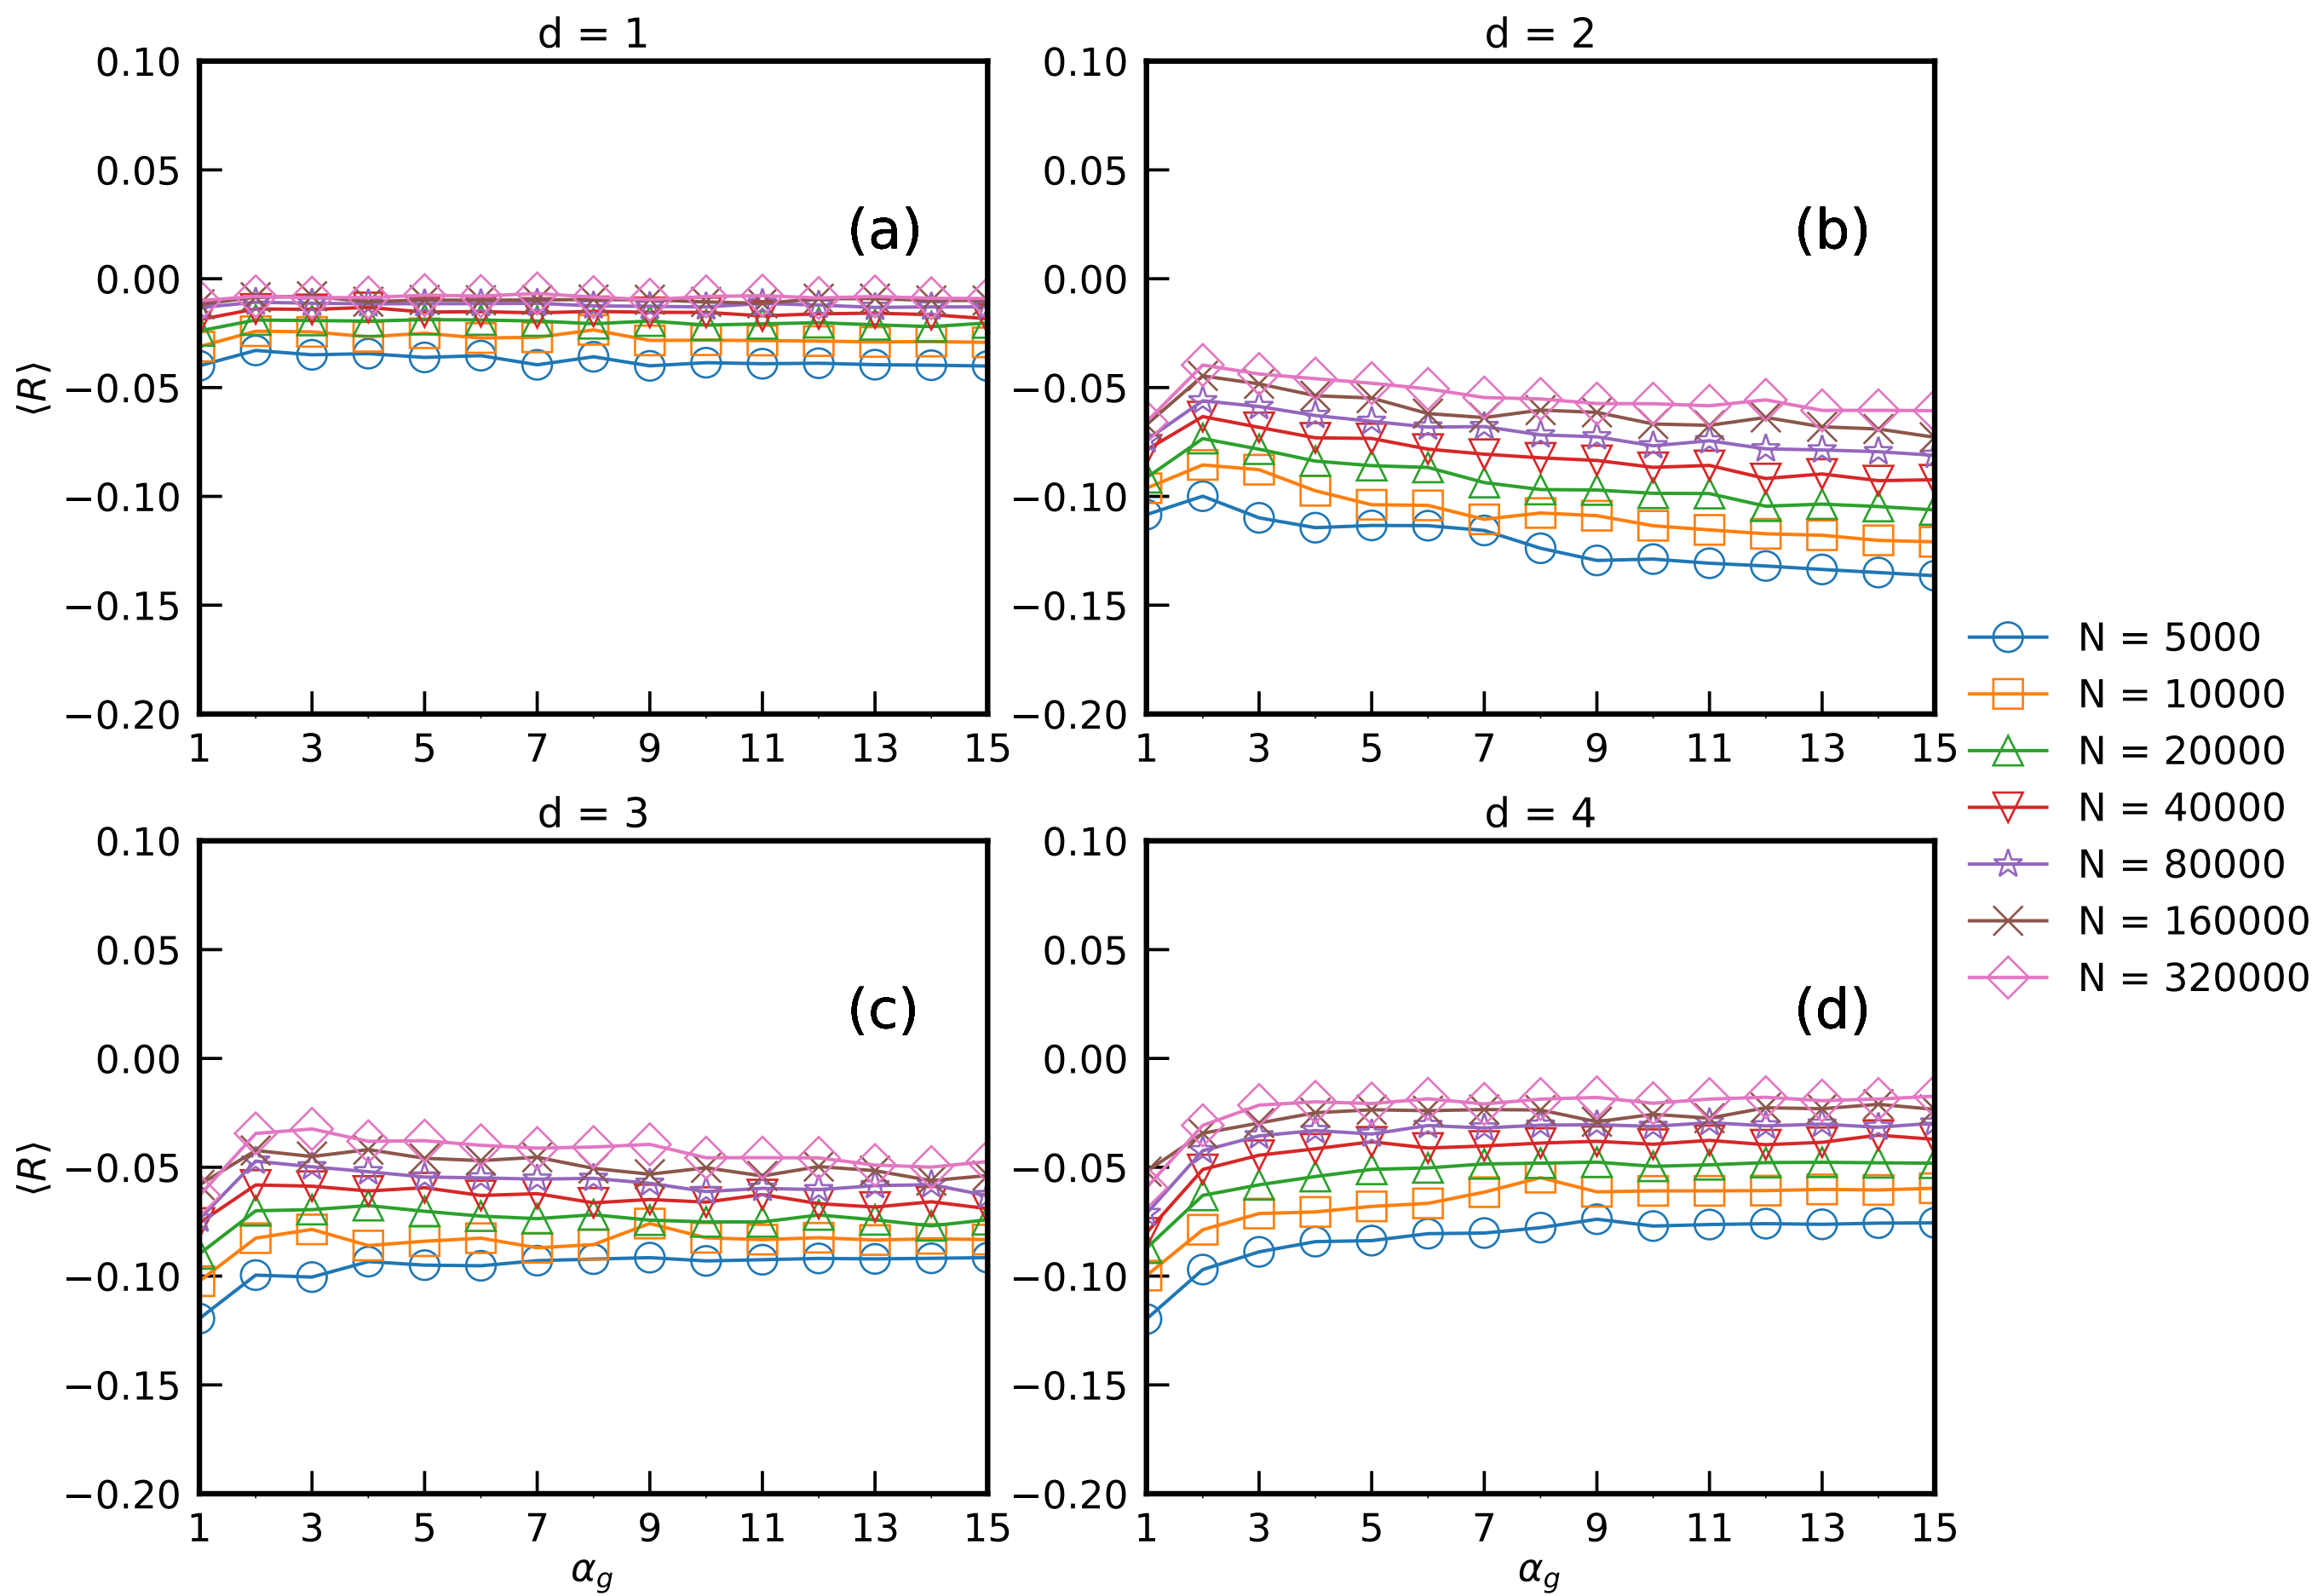 d = 1
0.10
0.05
0.00
−0.05
−0.10
−0.15
−0.20
⟨R⟩
(a)
1 3 5 7 9 11 13 15
d = 2
0.10
0.05
0.00
−0.05
−0.10
−0.15
−0.20
(b)
1 3 5 7 9 11 13 15
d = 3
0.10
0.05
0.00
−0.05
−0.10
−0.15
−0.20
⟨R⟩
(c)
1 3 5 7 9 11 13 15
αg
d = 4
0.10
0.05
0.00
−0.05
−0.10
−0.15
−0.20
(d)
1 3 5 7 9 11 13 15
αg
N = 5000
N = 10000
N = 20000
N = 40000
N = 80000
N = 160000
N = 320000